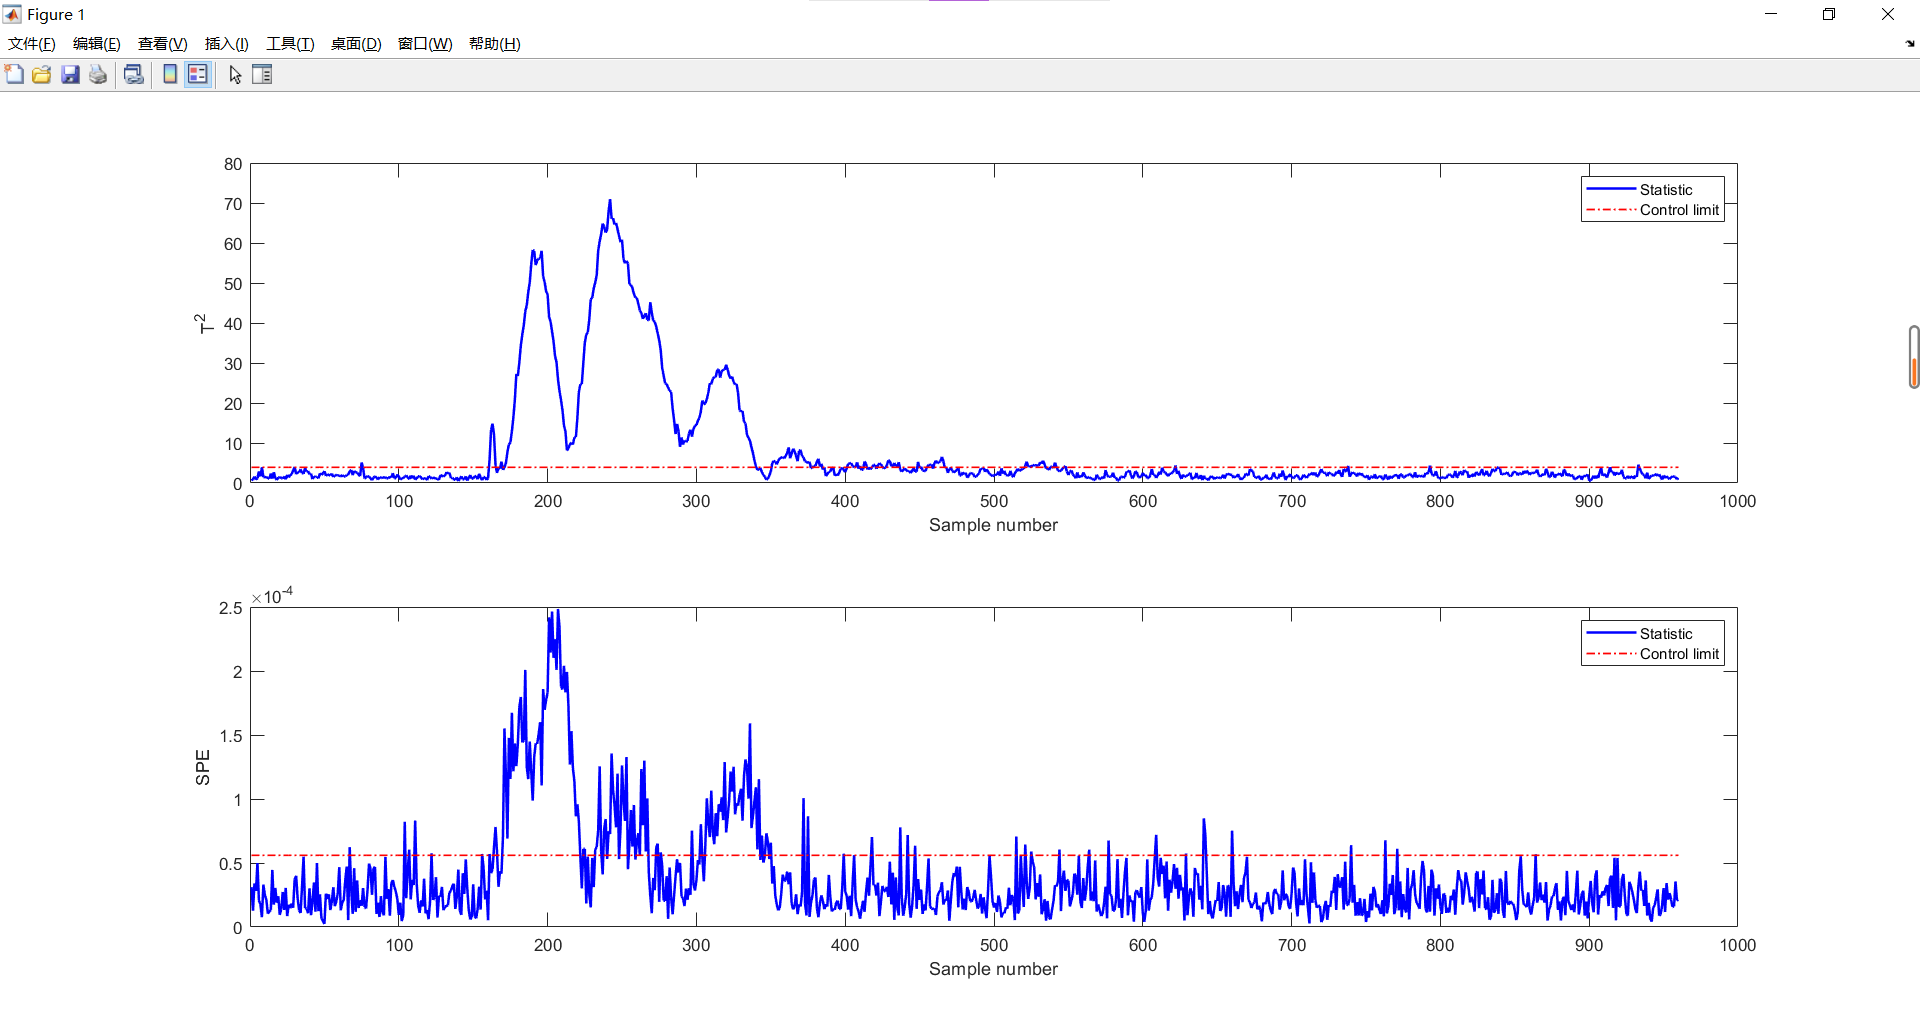 Figure 1
文件(F) 编辑(E) 查看(V) 插入(I) 工具(T) 桌面(D) 窗口(W) 帮助(H)
80
70
60
50
40
30
20
10
0
T²
0 100 200 300 400 500 600 700 800 900 1000
Sample number
Statistic
Control limit
×10⁻⁴
2.5
2
1.5
1
0.5
0
SPE
0 100 200 300 400 500 600 700 800 900 1000
Sample number
Statistic
Control limit